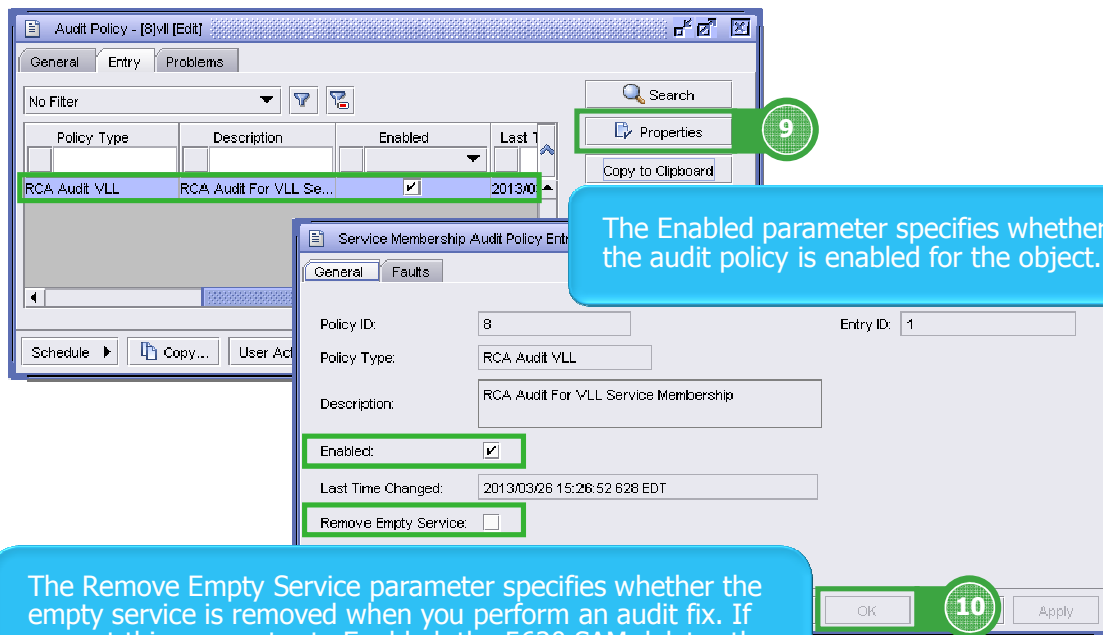 Audit Policy - [8]vll [Edit]
General Entry Problems
No Filter
Search
Policy Type Description Enabled Last
Properties
9
Copy to Clipboard
RCA Audit VLL RCA Audit For VLL Se... 2013/0
The Enabled parameter specifies whether
the audit policy is enabled for the object.
Service Membership Audit Policy
General Faults
Policy ID: 8 Entry ID: 1
Schedule Copy... User
Policy Type: RCA Audit VLL
Description: RCA Audit For VLL Service Membership
Enabled:
Last Time Changed: 2013/03/26 15:26:52 628 EDT
Remove Empty Service:
The Remove Empty Service parameter specifies whether the
empty service is removed when you perform an audit fix. If
OK 10 Apply